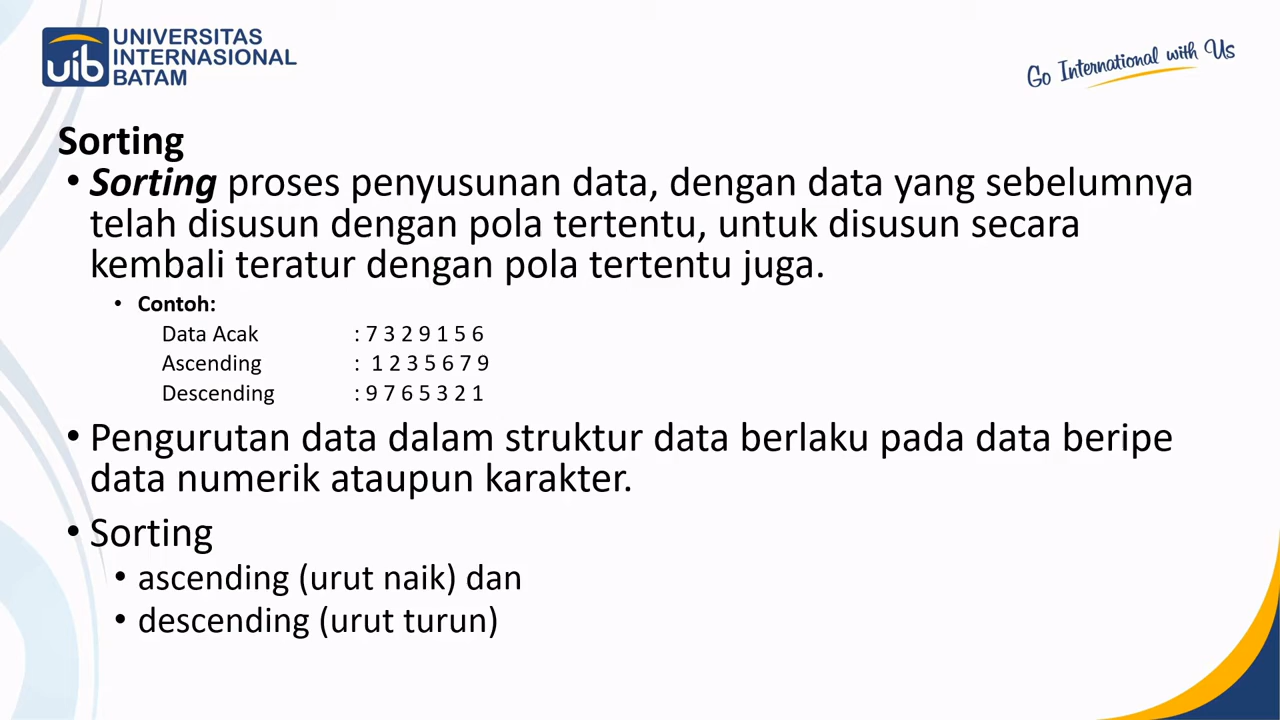 UNIVERSITAS
INTERNASIONAL
BATAM
uib
Go International with Us
Sorting
• Sorting proses penyusunan data, dengan data yang sebelumnya
telah disusun dengan pola tertentu, untuk disusun secara
kembali teratur dengan pola tertentu juga.
• Contoh:
Data Acak : 7 3 2 9 1 5 6
Ascending : 1 2 3 5 6 7 9
Descending : 9 7 6 5 3 2 1
• Pengurutan data dalam struktur data berlaku pada data beripe
data numerik ataupun karakter.
• Sorting
• ascending (urut naik) dan
• descending (urut turun)